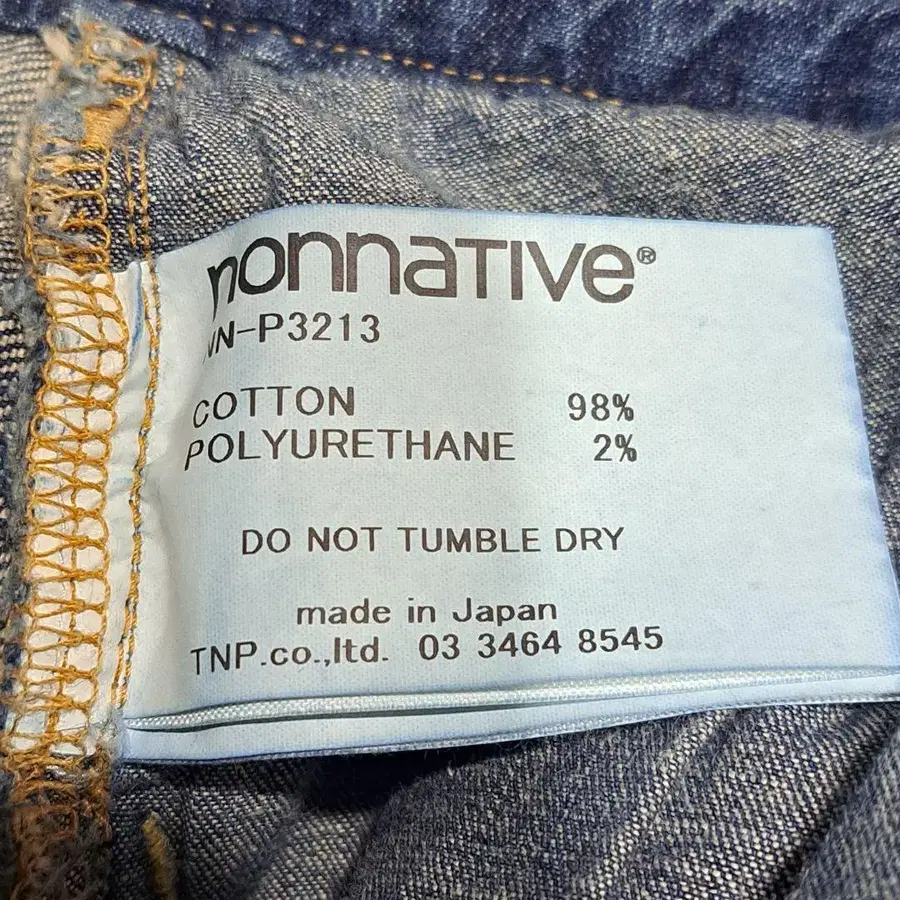 nonnative®
NN-P3213
COTTON 98%
POLYURETHANE 2%
DO NOT TUMBLE DRY
made in Japan
TNP.co.,ltd. 03 3464 8545